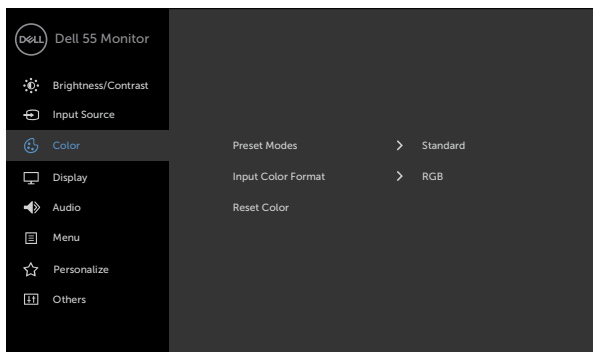 DELL Dell 55 Monitor
Brightness/Contrast
Input Source
Color
Preset Modes > Standard
Display
Input Color Format > RGB
Audio
Reset Color
Menu
Personalize
Others